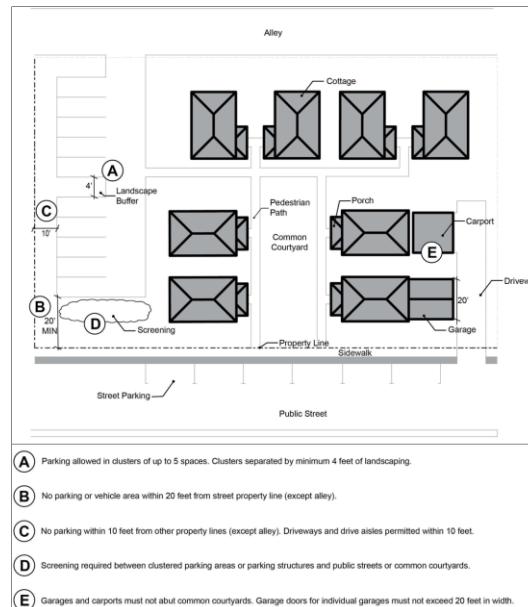 Alley
Cottage
A
4'
Landscape
Buffer
C
10'
Pedestrian
Path
Porch
Common
Courtyard
Carport
E
B
20'
MIN
D
Screening
20'
Garage
Drivew
Property Line
Sidewalk
Street Parking
Public Street
A Parking allowed in clusters of up to 5 spaces. Clusters separated by minimum 4 feet of landscaping.
B No parking or vehicle area within 20 feet from street property line (except alley).
C No parking within 10 feet from other property lines (except alley). Driveways and drive aisles permitted within 10 feet.
D Screening required between clustered parking areas or parking structures and public streets or common courtyards.
E Garages and carports must not abut common courtyards. Garage doors for individual garages must not exceed 20 feet in width.